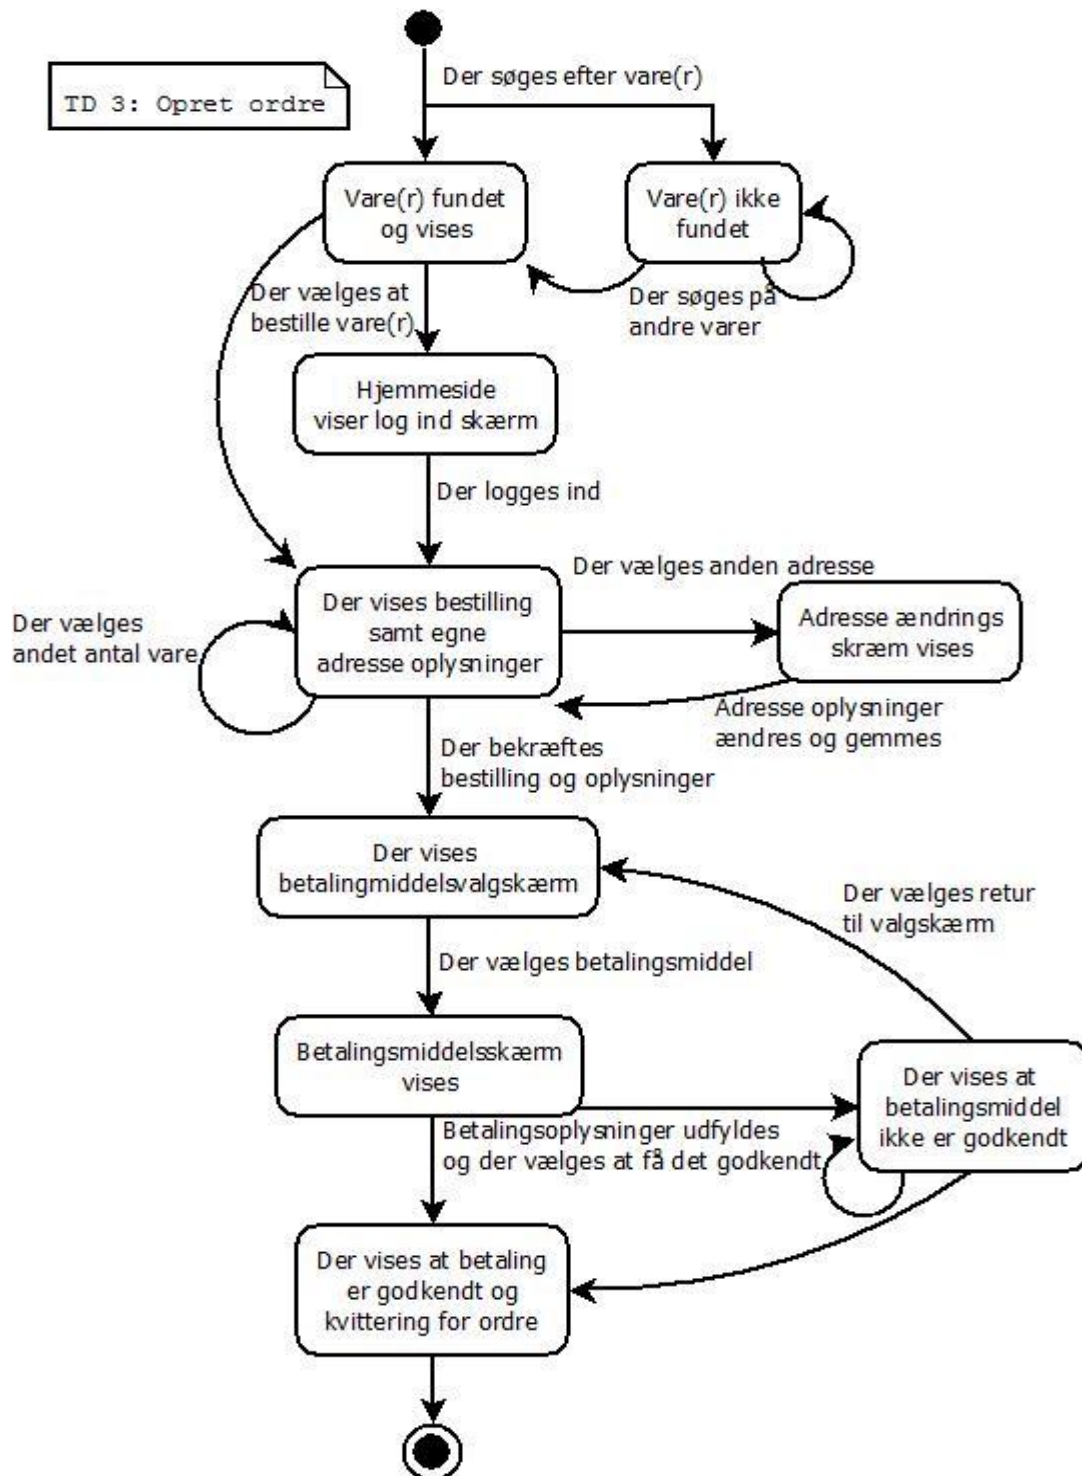 Der søges efter vare(r)
TD 3: Opret ordre
Vare(r) fundet
og vises
Vare(r) ikke
fundet
Der vælges at
bestille vare(r)
Der søges på
andre varer
Hjemmeside
viser log ind skærm
Der logges ind
Der vælges anden adresse
Der vælges
andet antal vare
Der vises bestilling
samt egne
adresse oplysninger
Adresse ændrings
skræm vises
Adresse oplysninger
ændres og gemmes
Der bekræftes
bestilling og oplysninger
Der vises
betalingmiddelsvalgskærm
Der vælges retur
til valgskærm
Der vælges betalingsmiddel
Betalingsmiddelsskærm
vises
Der vises at
betalingsmiddel
ikke er godkendt
Betalingsoplysninger udfyldes
og der vælges at få det godkendt
Der vises at betaling
er godkendt og
kvittering for ordre